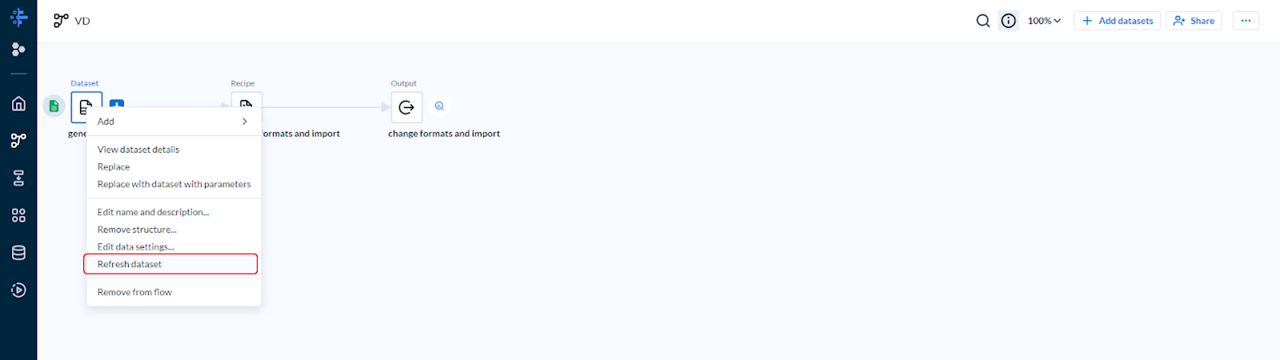 VD
100%
Add datasets
Share
Dataset
Recipe
Output
formats and import
change formats and import
Add
View dataset details
Replace
Replace with dataset with parameters
Edit name and description...
Remove structure...
Edit data settings...
Refresh dataset
Remove from flow